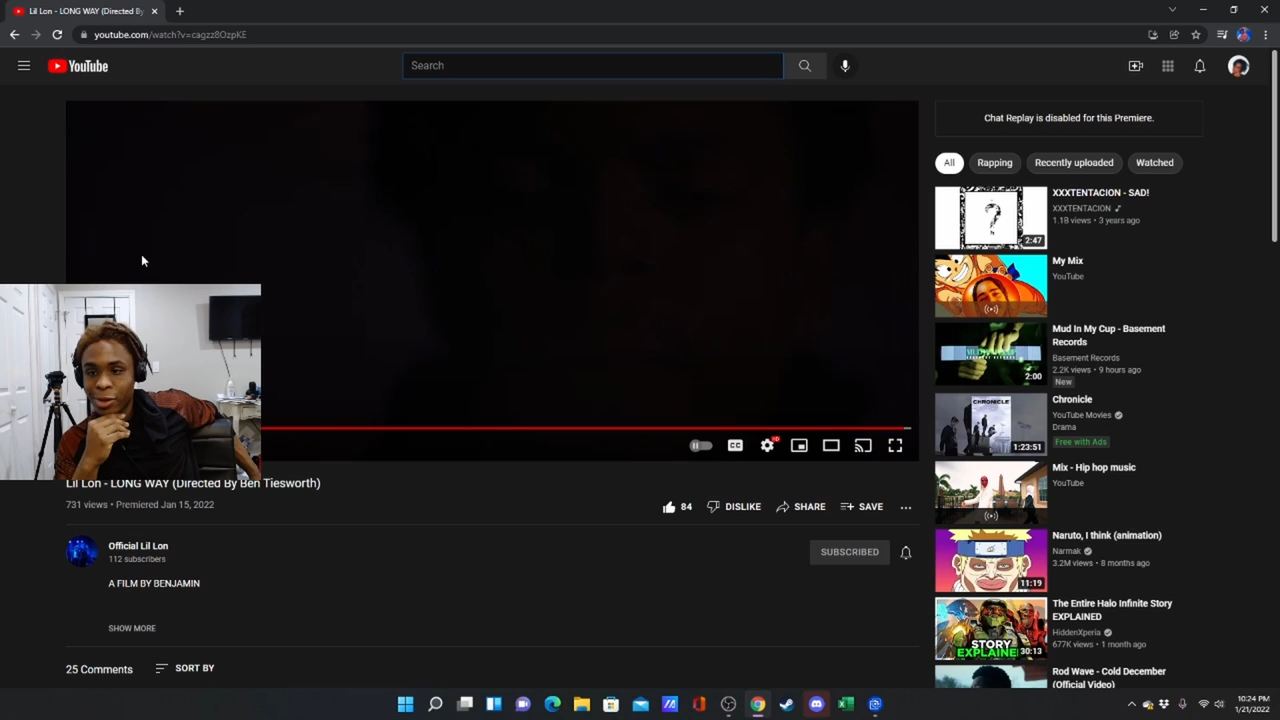 Lil Lon - LONG WAY (Directed By
youtube.com/watch?v=cagzz8OzpKE
YouTube
Search
Chat Replay is disabled for this Premiere.
All
Rapping
Recently uploaded
Watched
XXXTENTACION - SAD!
XXXTENTACION
1.1B views • 3 years ago
2:47
My Mix
YouTube
Mud In My Cup - Basement
Records
Basement Records
2.2K views • 9 hours ago
New
2:00
CHRONICLE
Chronicle
YouTube Movies
Drama
Free with Ads
1:23:51
Mix - Hip hop music
YouTube
Naruto, I think (animation)
Narmak
3.2M views • 8 months ago
11:19
The Entire Halo Infinite Story
EXPLAINED
HiddenXperia
677K views • 1 month ago
STORY
EXPLAINE
30:13
Rod Wave - Cold December
(Official Video)
CC
HD
Lil Lon - LONG WAY (Directed By Ben Tiesworth)
731 views • Premiered Jan 15, 2022
84
DISLIKE
SHARE
SAVE
Official Lil Lon
112 subscribers
SUBSCRIBED
A FILM BY BENJAMIN
SHOW MORE
25 Comments
SORT BY
10:24 PM
1/21/2022